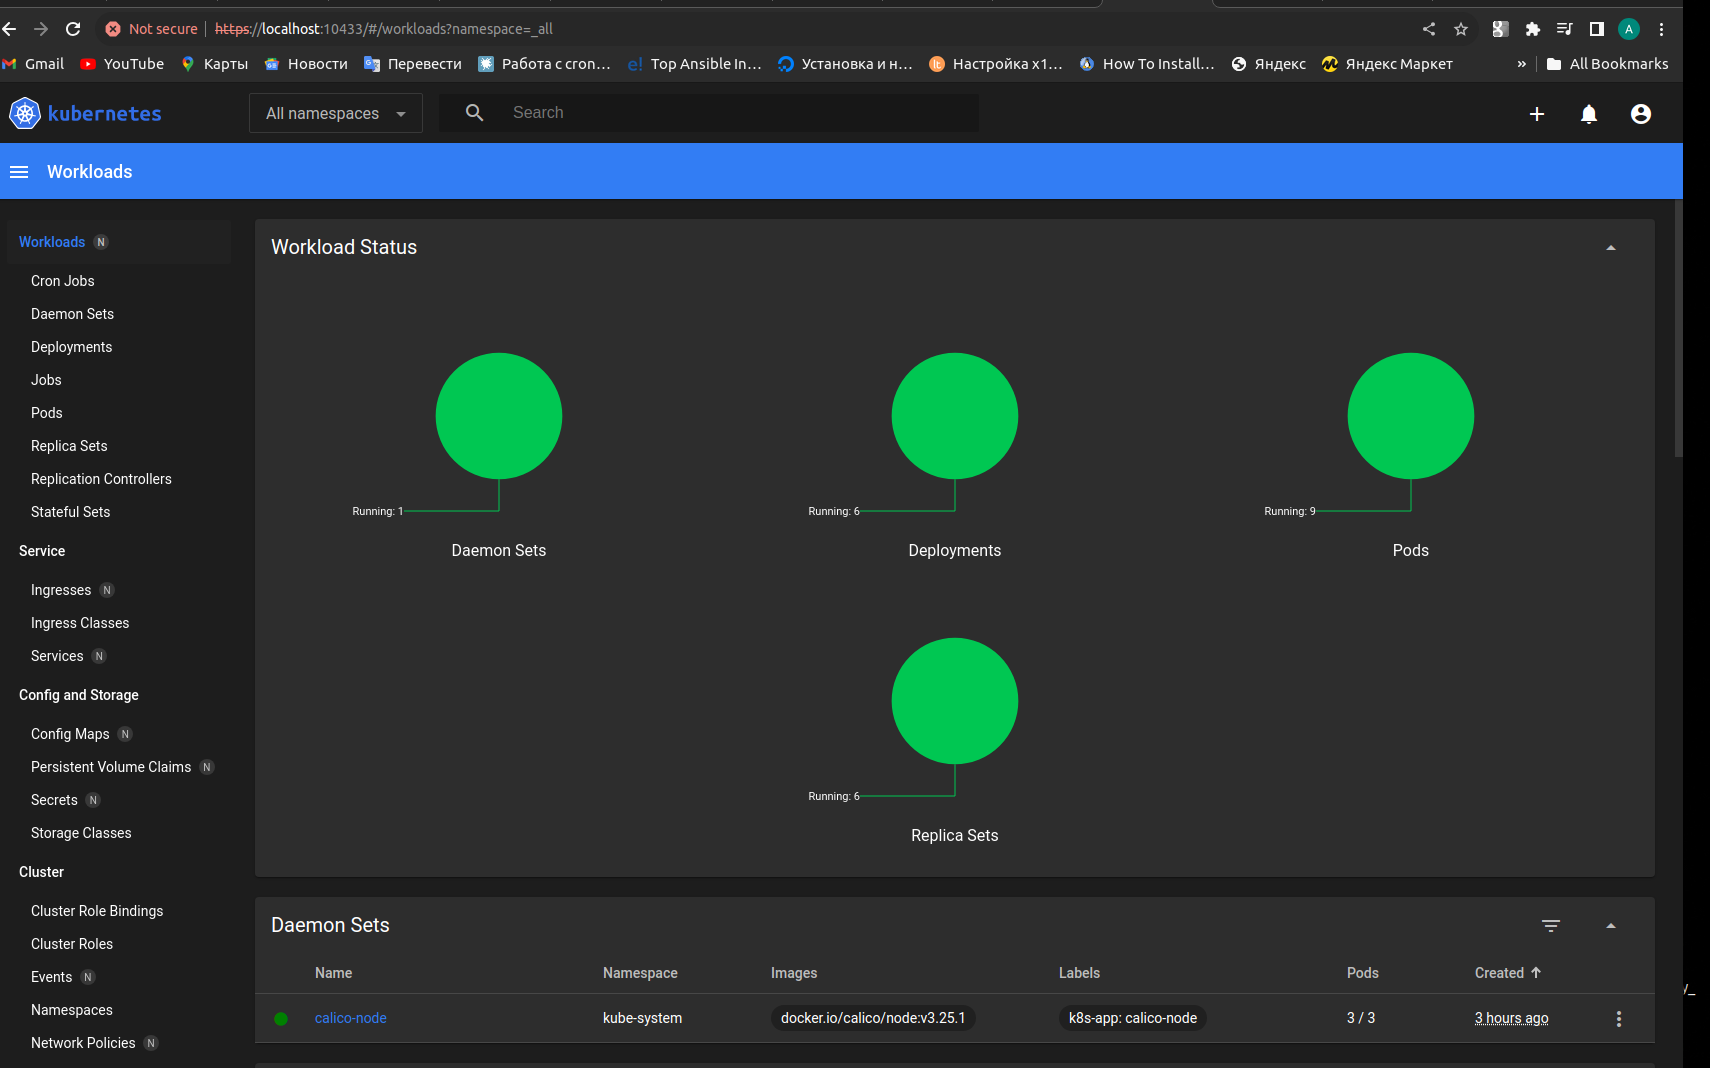 Not secure https://localhost:10433/#/workloads?namespace=_all A
Gmail YouTube Карты Новости Перевести Работа с cron… e! Top Ansible In… Установка и н… Настройка x1… How To Install… Яндекс Яндекс Маркет » All Bookmarks
kubernetes All namespaces Search
Workloads
Workloads N
Cron Jobs
Daemon Sets
Deployments
Jobs
Pods
Replica Sets
Replication Controllers
Stateful Sets
Service
Ingresses N
Ingress Classes
Services N
Config and Storage
Config Maps N
Persistent Volume Claims N
Secrets N
Storage Classes
Cluster
Cluster Role Bindings
Cluster Roles
Events N
Namespaces
Network Policies N
Workload Status
Running: 1
Daemon Sets
Running: 6
Deployments
Running: 9
Pods
Running: 6
Replica Sets
Daemon Sets
Name Namespace Images Labels Pods Created
calico-node kube-system docker.io/calico/node:v3.25.1 k8s-app: calico-node 3 / 3 3 hours ago